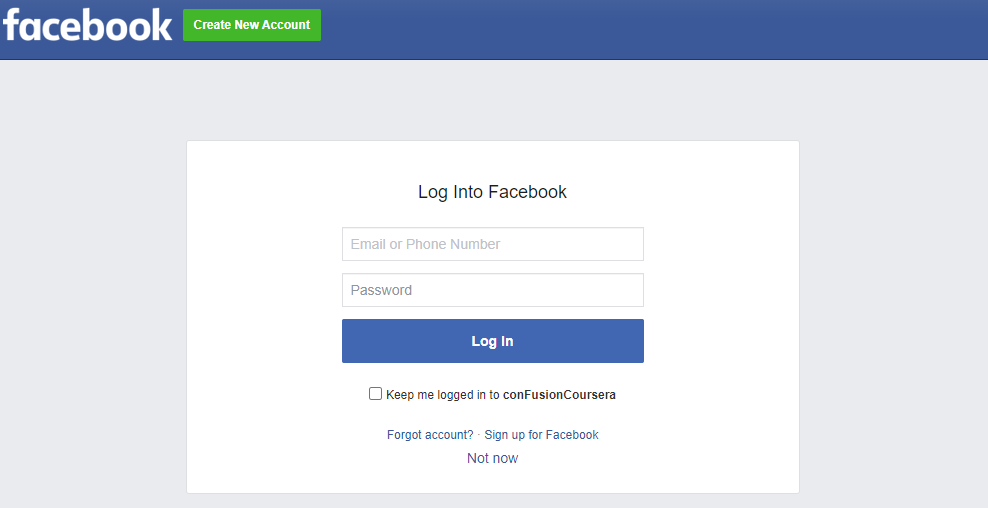 facebook Create New Account
Log Into Facebook
Email or Phone Number
Password
Log In
Keep me logged in to conFusionCoursera
Forgot account? · Sign up for Facebook
Not now